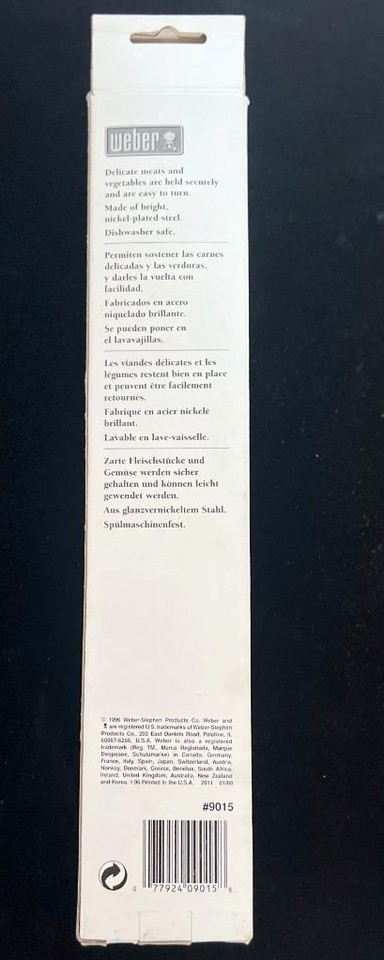 weber
Delicate meats and
vegetables are held securely
and are easy to turn.
Made of bright,
nickel-plated steel.
Dishwasher safe.
Permiten sostener las carnes
delicadas y las verduras,
y darles la vuelta con
facilidad.
Fabricados en acero
niquelado brillante.
Se pueden poner en
el lavavajillas.
Les viandes délicates et les
légumes restent bien en place
et peuvent être facilement
retournés.
Fabriqué en acier nickelé
brillant.
Lavable en lave-vaisselle.
Zarte Fleischstücke und
Gemüse werden sicher
gehalten und können leicht
gewendet werden.
Aus glanzvernickeltem Stahl.
Spülmaschinenfest.
© 1996 Weber-Stephen Products Co. Weber and
are registered U.S. trademarks of Weber-Stephen
Products Co., 200 East Daniels Road, Palatine, IL
60067-6266, U.S.A. Weber is also a registered
trademark (Reg. TM., Marca Registrada, Marque
Desposee, Schutzmarke) in Canada, Germany,
France, Italy, Spain, Japan, Switzerland, Austria,
Norway, Denmark, Greece, Benelux, South Africa,
Ireland, United Kingdom, Australia, New Zealand
and Korea. 1/96 Printed in the U.S.A. 2011 01/00
#9015
0 77924 09015 8